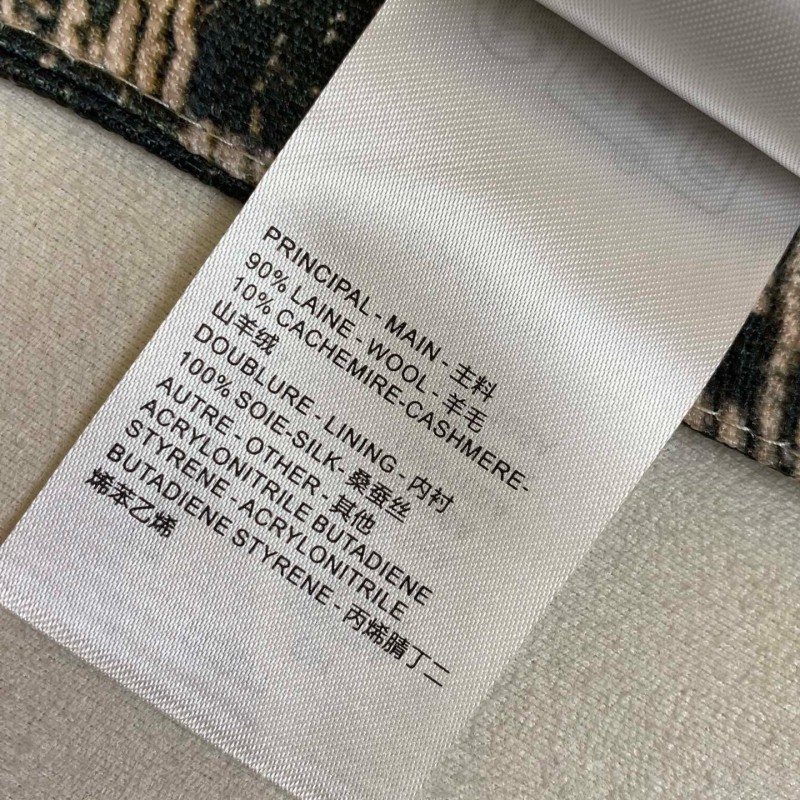 PRINCIPAL - MAIN - 主料
90% LAINE - WOOL - 羊毛
10% CACHEMIRE-CASHMERE-
山羊绒
DOUBLURE - LINING - 内衬
100% SOIE-SILK- 桑蚕丝
AUTRE - OTHER - 其他
ACRYLONITRILE BUTADIENE
STYRENE - ACRYLONITRILE
BUTADIENE STYRENE - 丙烯腈丁二
烯苯乙烯